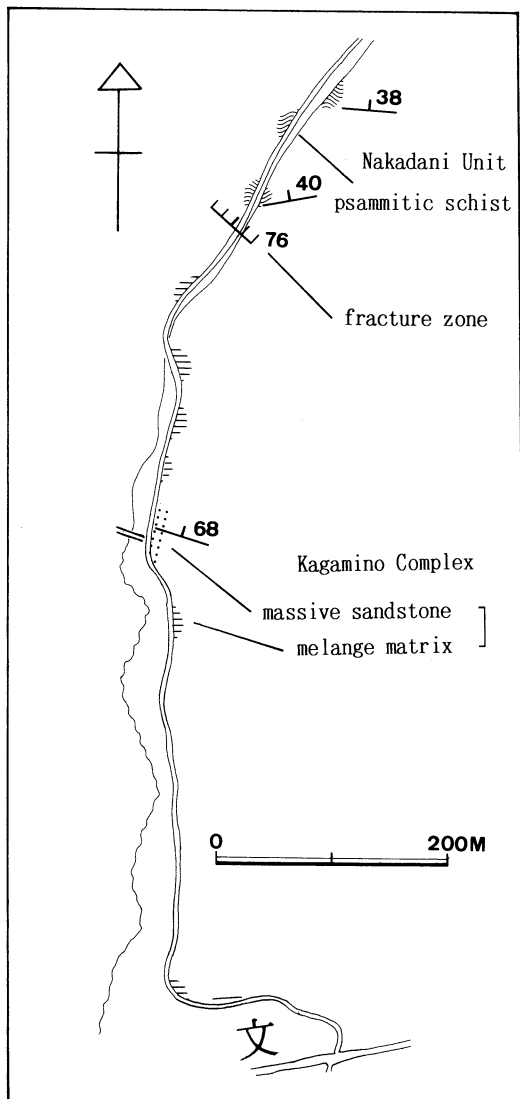 38
Nakadani Unit
40
psammitic schist
76
fracture zone
68
Kagamino Complex
massive sandstone
melange matrix
0
200M
文